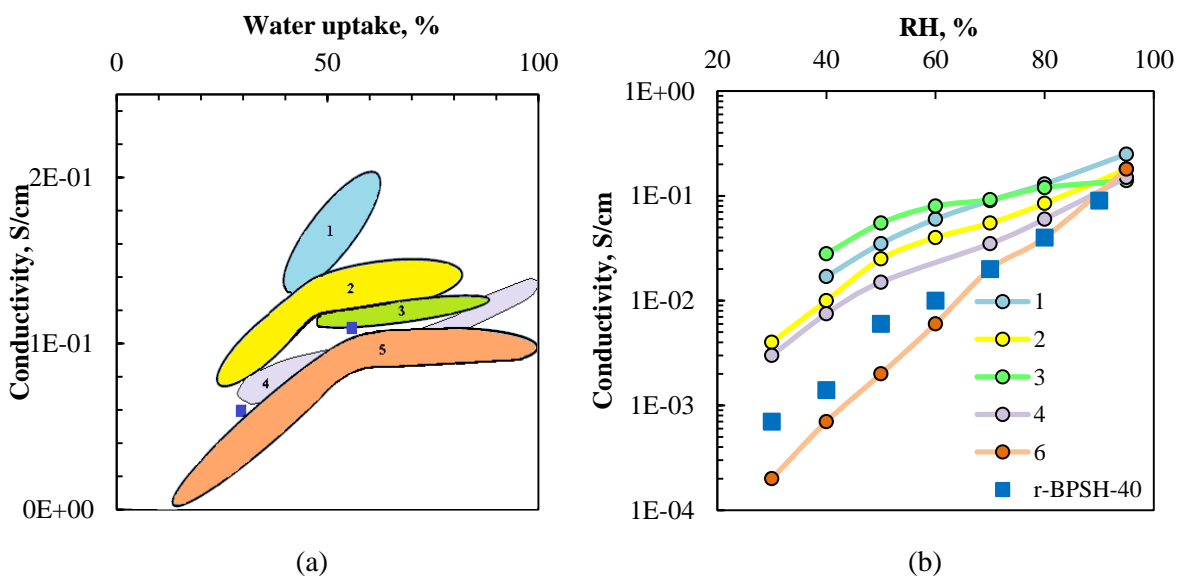 Water uptake, %
0 50 100
2E-01
1E-01
0E+00
Conductivity, S/cm
1
2
3
4
5
(a)
RH, %
20 40 60 80 100
1E+00
1E-01
1E-02
1E-03
1E-04
Conductivity, S/cm
1
2
3
4
6
r-BPSH-40
(b)